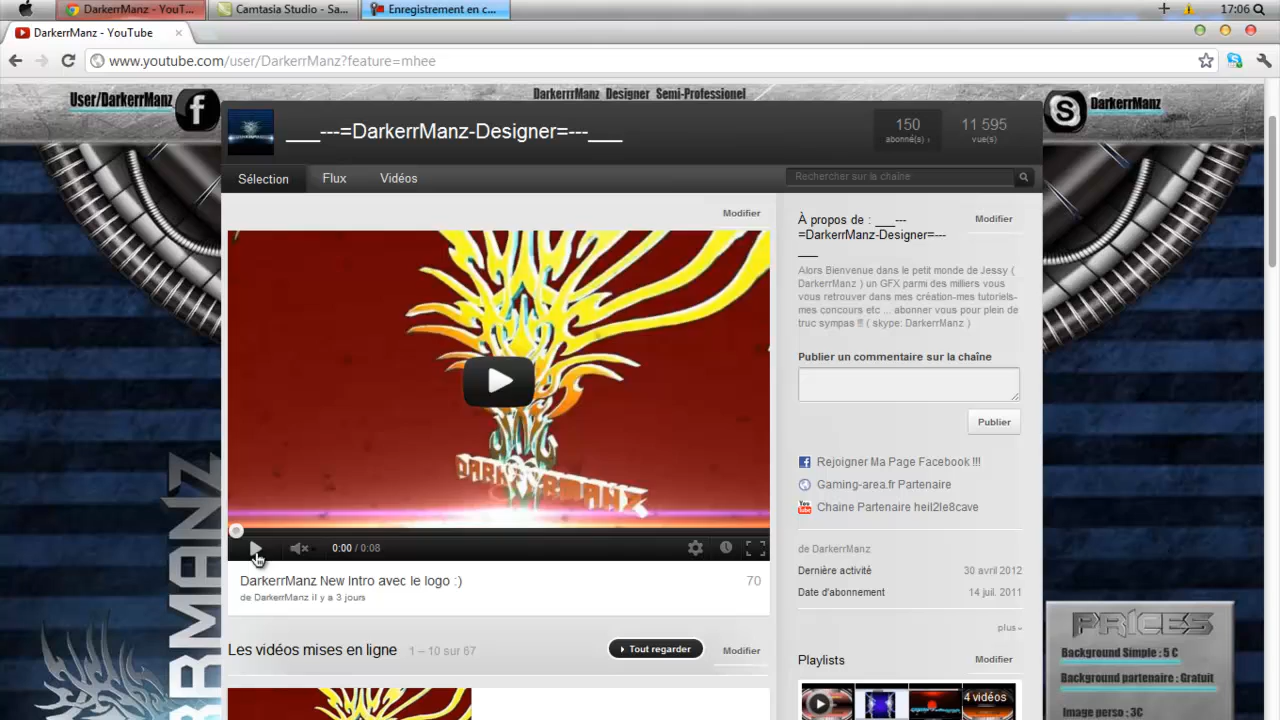 DarkerrManz - YouT...
Camtasia Studio - Sa...
Enregistrement en c...
17:06
DarkerrManz - YouTube
www.youtube.com/user/DarkerrManz?feature=mhee
User/DarkerrManz
DarkerrrManz Designer Semi-Professionel
DarkerrManz
___---=DarkerrManz-Designer=---___
150
abonné(s) ›
11 595
vue(s)
Sélection
Flux
Vidéos
Rechercher sur la chaîne
Modifier
À propos de : ___---
=DarkerrManz-Designer=---
___
Modifier
Alors Bienvenue dans le petit monde de Jessy (
DarkerrManz ) un GFX parmi des milliers vous
vous retrouver dans mes création-mes tutoriels-
mes concours etc ... abonner vous pour plein de
truc sympas !!! ( skype: DarkerrManz )
Publier un commentaire sur la chaîne
Publier
DARKERRMANZ
0:00 / 0:08
DarkerrManz New Intro avec le logo :)
70
de DarkerrManz il y a 3 jours
Rejoigner Ma Page Facebook !!!
Gaming-area.fr Partenaire
Chaine Partenaire heil2le8cave
de DarkerrManz
Dernière activité
30 avril 2012
Date d'abonnement
14 juil. 2011
plus
Les vidéos mises en ligne
1 – 10 sur 67
Tout regarder
Modifier
Playlists
Modifier
4 vidéos
RMANZ
PRICES
Background Simple : 5 €
Background partenaire : Gratuit
Image perso : 3€